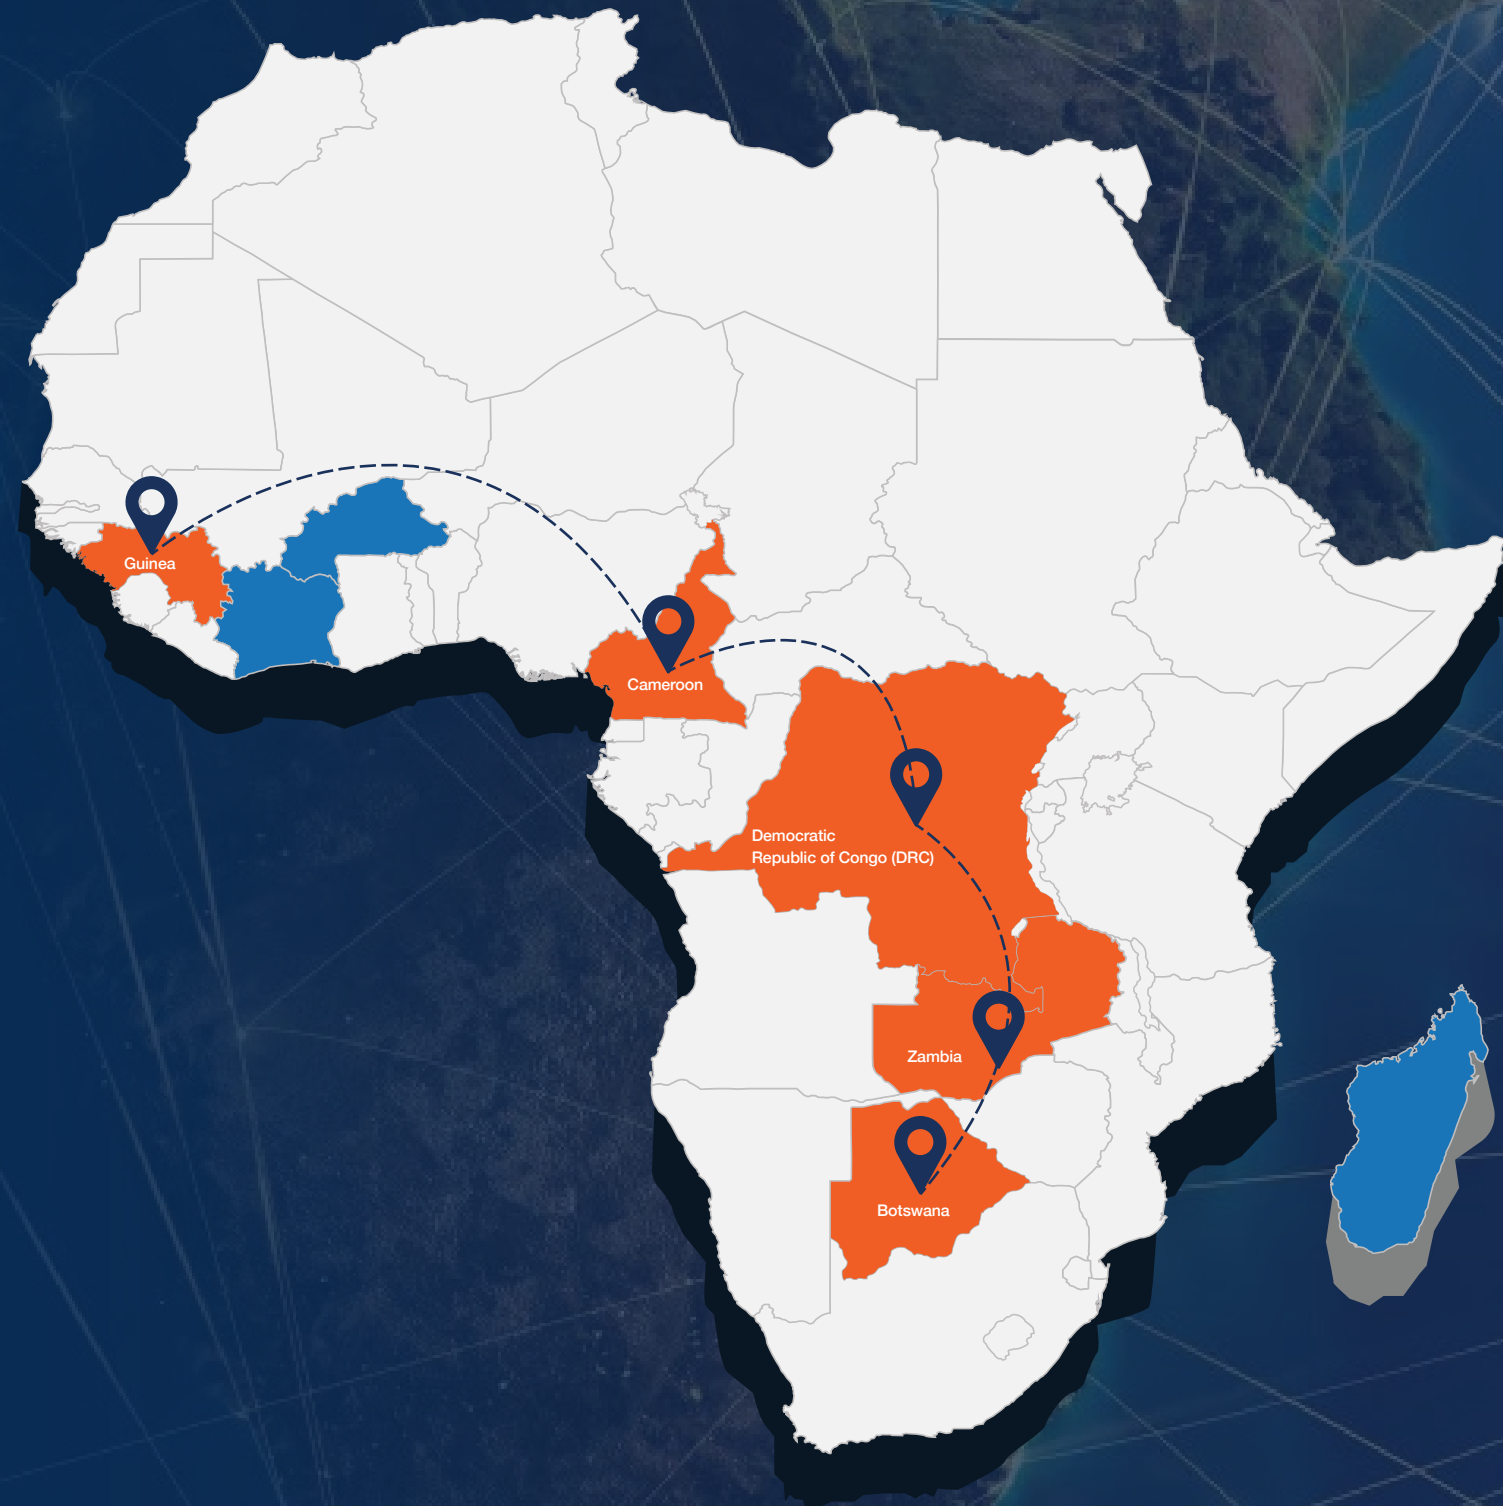 Guinea
Cameroon
Democratic
Republic of Congo (DRC)
Zambia
Botswana